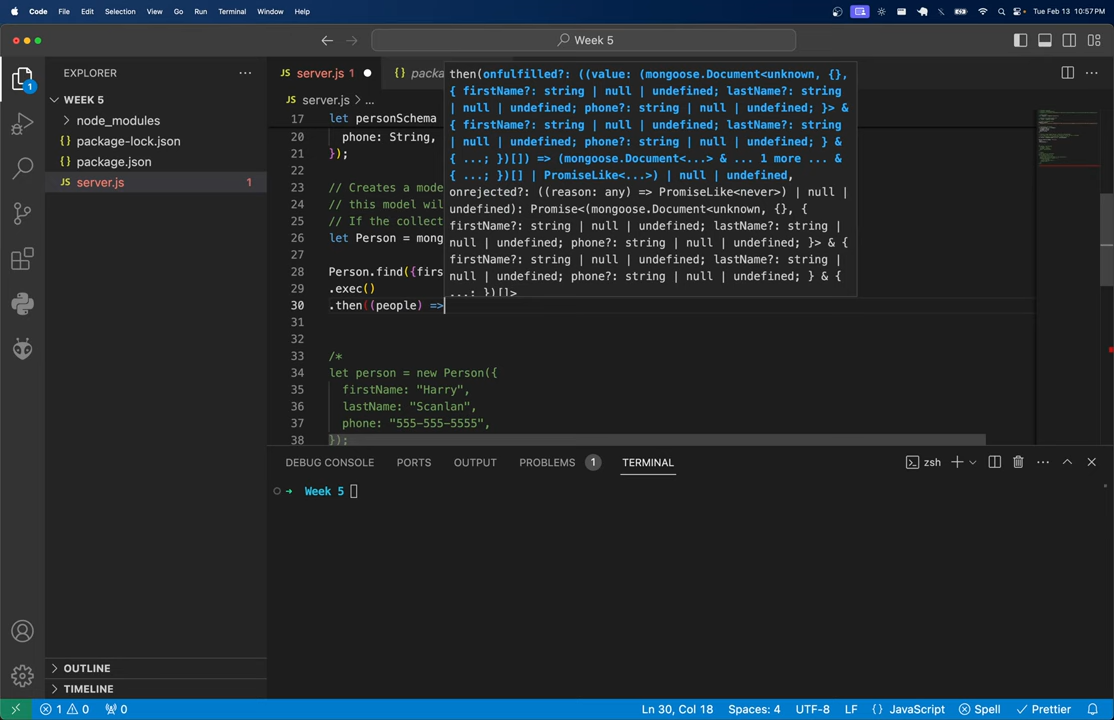 Code File Edit Selection View Go Run Terminal Window Help Tue Feb 13 10:57 PM
Week 5
EXPLORER
WEEK 5
node_modules
{} package-lock.json
{} package.json
JS server.js 1
OUTLINE
TIMELINE
JS server.js 1 {} packa
JS server.js > ...
17 let personSchema
20 phone: String,
21 });
22
23 // Creates a mode
24 // this model wil
25 // If the collect
26 let Person = mong
27
28 Person.find({firs
29 .exec()
30 .then((people) =>
31
32
33 /*
34 let person = new Person({
35 firstName: "Harry",
36 lastName: "Scanlan",
37 phone: "555-555-5555",
38 });
then(onfulfilled?: ((value: (mongoose.Document<unknown, {},
{ firstName?: string | null | undefined; lastName?: string
| null | undefined; phone?: string | null | undefined; }> &
{ firstName?: string | null | undefined; lastName?: string
| null | undefined; phone?: string | null | undefined; } &
{ ...; })[]) => (mongoose.Document<...> & ... 1 more ... &
{ ...; })[] | PromiseLike<...>) | null | undefined,
onrejected?: ((reason: any) => PromiseLike<never>) | null |
undefined): Promise<(mongoose.Document<unknown, {}, {
firstName?: string | null | undefined; lastName?: string |
null | undefined; phone?: string | null | undefined; }> & {
firstName?: string | null | undefined; lastName?: string |
null | undefined; phone?: string | null | undefined; } & {
...; })[]>
DEBUG CONSOLE PORTS OUTPUT PROBLEMS 1 TERMINAL
zsh
→ Week 5
1 0 0 Ln 30, Col 18 Spaces: 4 UTF-8 LF {} JavaScript Spell Prettier